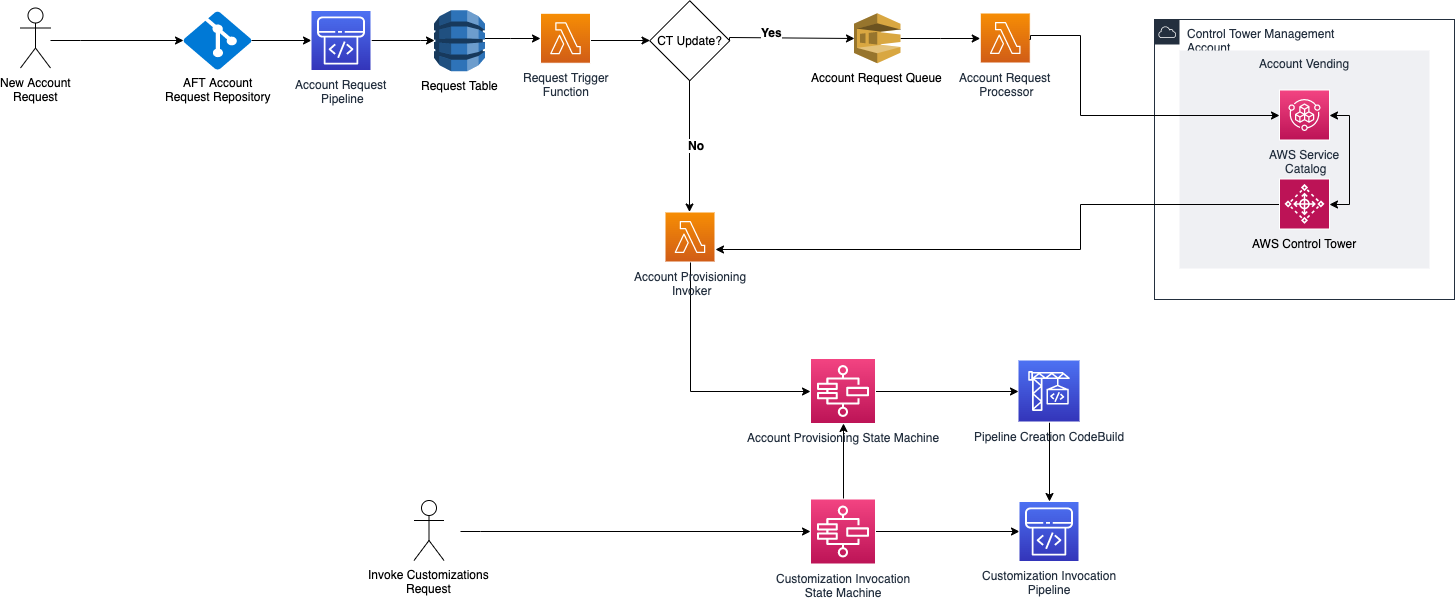 New Account
Request
AFT Account
Request Repository
Account Request
Pipeline
Request Table
Request Trigger
Function
CT Update?
Yes
Account Request Queue
Account Request
Processor
Control Tower Management
Account
Account Vending
AWS Service
Catalog
AWS Control Tower
No
Account Provisioning
Invoker
Account Provisioning State Machine
Pipeline Creation CodeBuild
Invoke Customizations
Request
Customization Invocation
State Machine
Customization Invocation
Pipeline